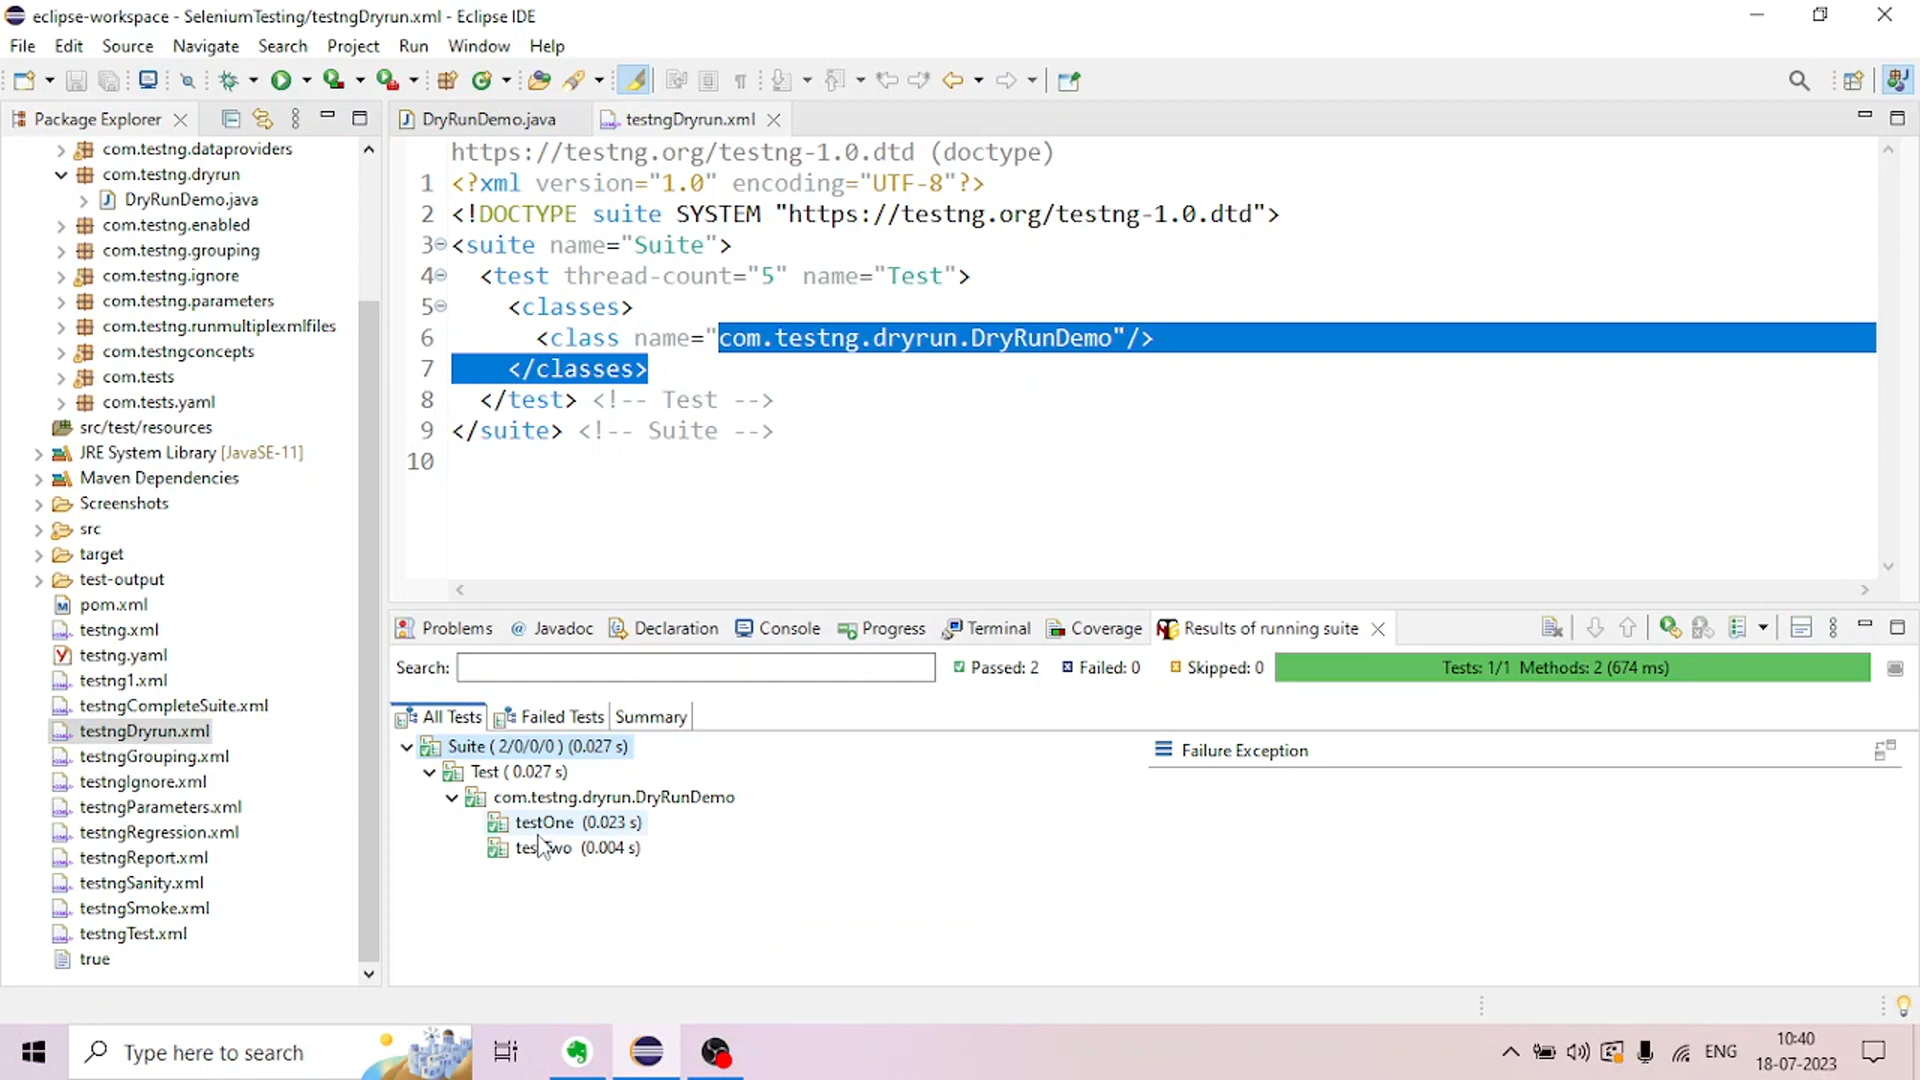 eclipse-workspace - SeleniumTesting/testngDryrun.xml - Eclipse IDE
File Edit Source Navigate Search Project Run Window Help
Package Explorer
com.testng.dataproviders
com.testng.dryrun
DryRunDemo.java
com.testng.enabled
com.testng.grouping
com.testng.ignore
com.testng.parameters
com.testng.runmultiplexmlfiles
com.testngconcepts
com.tests
com.tests.yaml
src/test/resources
JRE System Library [JavaSE-11]
Maven Dependencies
Screenshots
src
target
test-output
pom.xml
testng.xml
testng.yaml
testng1.xml
testngCompleteSuite.xml
testngDryrun.xml
testngGrouping.xml
testngIgnore.xml
testngParameters.xml
testngRegression.xml
testngReport.xml
testngSanity.xml
testngSmoke.xml
testngTest.xml
true
DryRunDemo.java testngDryrun.xml
https://testng.org/testng-1.0.dtd (doctype)
1 <?xml version="1.0" encoding="UTF-8"?>
2 <!DOCTYPE suite SYSTEM "https://testng.org/testng-1.0.dtd">
3 <suite name="Suite">
4 <test thread-count="5" name="Test">
5 <classes>
6 <class name="com.testng.dryrun.DryRunDemo"/>
7 </classes>
8 </test> <!-- Test -->
9 </suite> <!-- Suite -->
10
Problems Javadoc Declaration Console Progress Terminal Coverage Results of running suite
Search: Passed: 2 Failed: 0 Skipped: 0 Tests: 1/1 Methods: 2 (674 ms)
All Tests Failed Tests Summary
Suite ( 2/0/0/0 ) (0.027 s)
Test ( 0.027 s)
com.testng.dryrun.DryRunDemo
testOne (0.023 s)
testTwo (0.004 s)
Failure Exception
Type here to search
ENG
10:40
18-07-2023